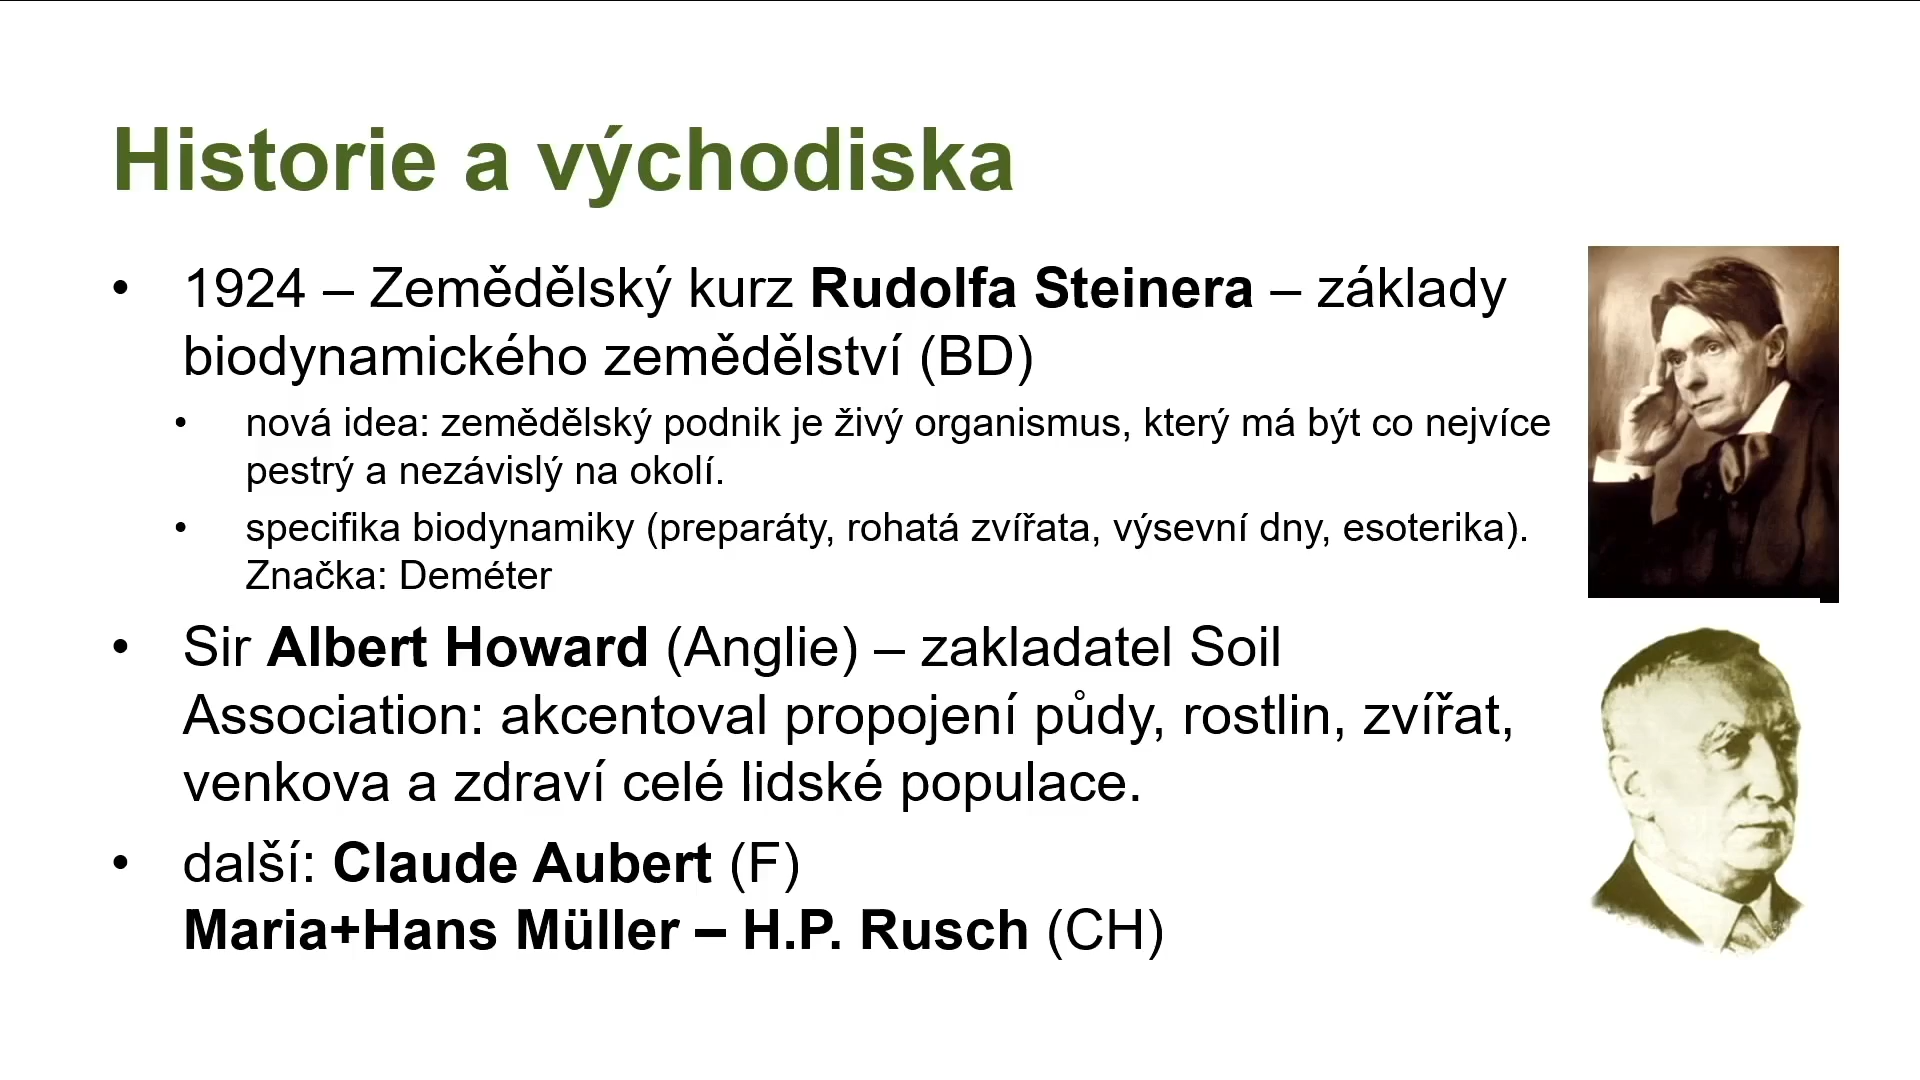 Historie a východiska
• 1924 – Zemědělský kurz Rudolfa Steinera – základy
biodynamického zemědělství (BD)
• nová idea: zemědělský podnik je živý organismus, který má být co nejvíce
pestrý a nezávislý na okolí.
• specifika biodynamiky (preparáty, rohatá zvířata, výsevní dny, esoterika).
Značka: Deméter
• Sir Albert Howard (Anglie) – zakladatel Soil
Association: akcentoval propojení půdy, rostlin, zvířat,
venkova a zdraví celé lidské populace.
• další: Claude Aubert (F)
Maria+Hans Müller – H.P. Rusch (CH)